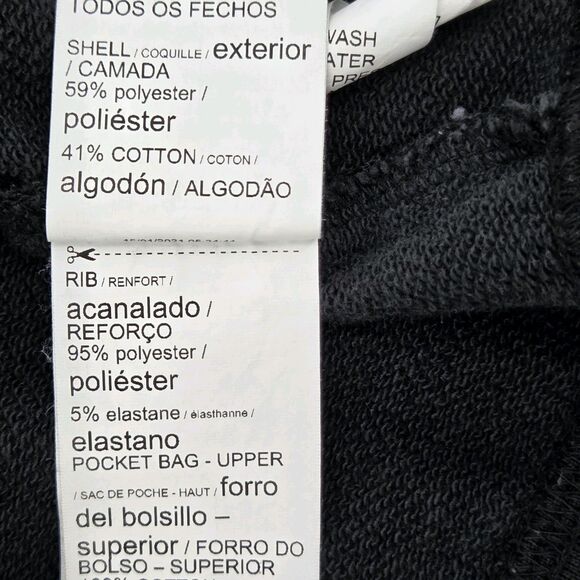 TODOS OS FECHOS
SHELL / COQUILLE / exterior
/ CAMADA
59% polyester /
poliéster
41% COTTON / COTON /
algodón / ALGODÃO
RIB / RENFORT /
acanalado /
REFORÇO
95% polyester /
poliéster
5% elastane / élasthanne /
elastano
POCKET BAG - UPPER
/ SAC DE POCHE - HAUT / forro
del bolsillo –
superior / FORRO DO
BOLSO – SUPERIOR
WASH